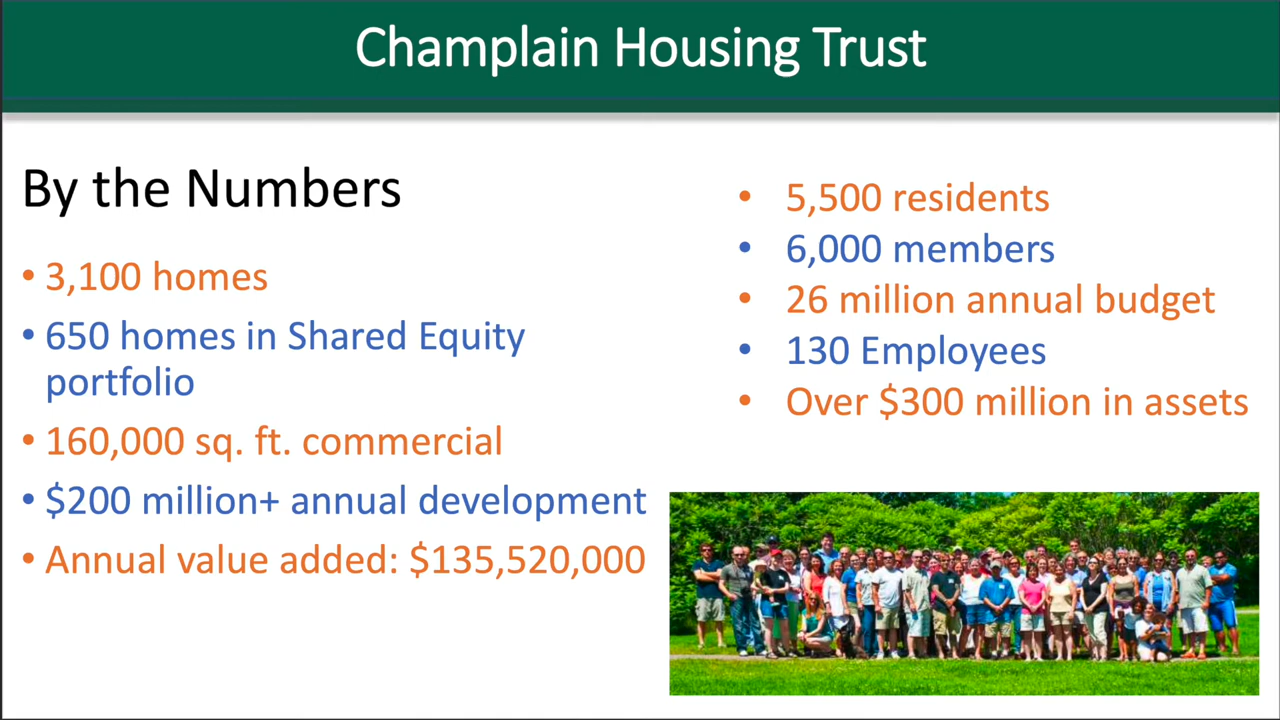 Champlain Housing Trust
By the Numbers
• 3,100 homes
• 650 homes in Shared Equity
portfolio
• 160,000 sq. ft. commercial
• $200 million+ annual development
• Annual value added: $135,520,000
• 5,500 residents
• 6,000 members
• 26 million annual budget
• 130 Employees
• Over $300 million in assets